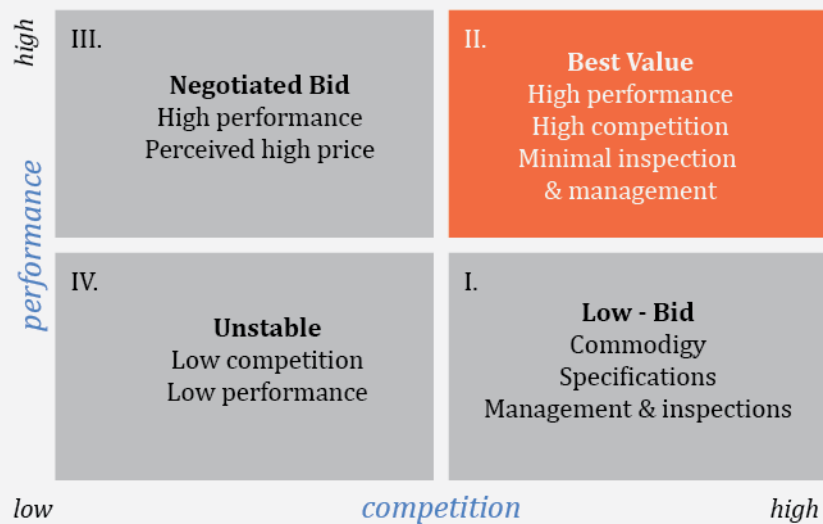 high
III.
Negotiated Bid
High performance
Perceived high price
II.
Best Value
High performance
High competition
Minimal inspection
& management
performance
IV.
Unstable
Low competition
Low performance
I.
Low - Bid
Commodigy
Specifications
Management & inspections
low
competition
high